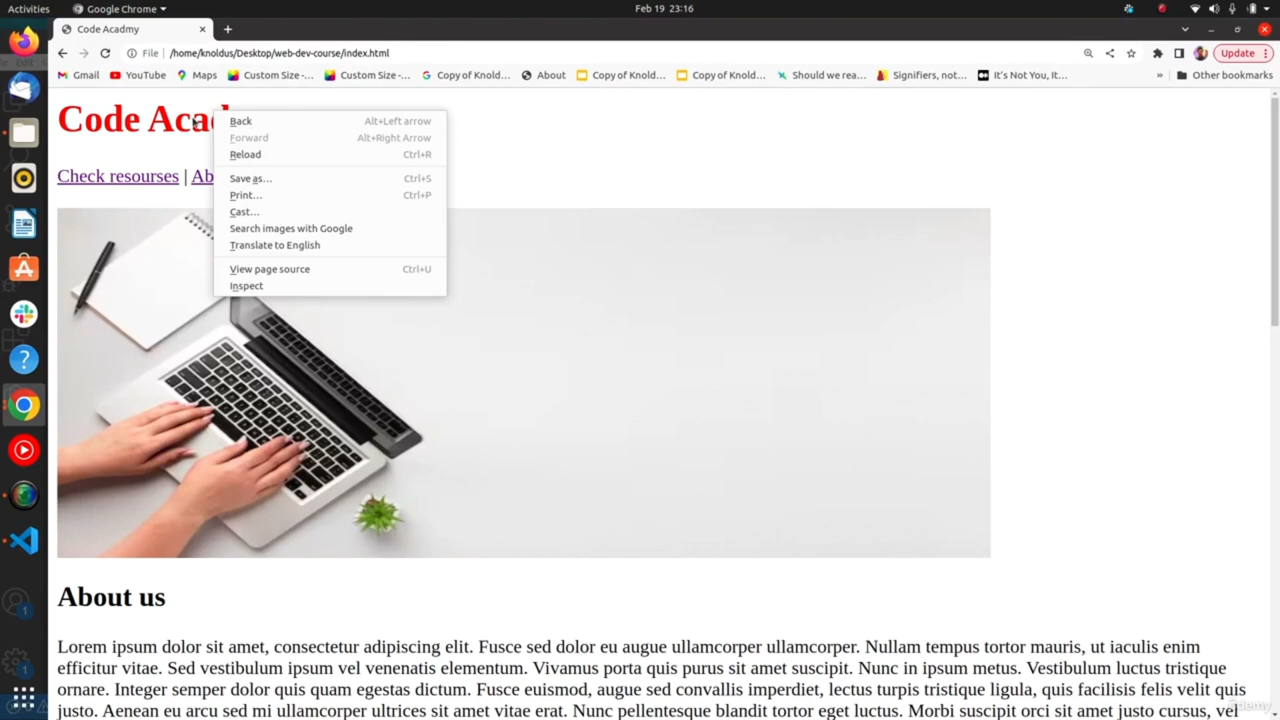 Activities
Google Chrome
Feb 19 23:16
Code Acadmy
File
/home/knoldus/Desktop/web-dev-course/index.html
Update
Gmail
YouTube
Maps
Custom Size -...
Custom Size -...
Copy of Knold...
About
Copy of Knold...
Copy of Knold...
Should we rea...
Signifiers, not...
It's Not You, It...
»
Other bookmarks
Code Aca
Back Alt+Left arrow
Forward Alt+Right Arrow
Reload Ctrl+R
Save as... Ctrl+S
Print... Ctrl+P
Cast...
Search images with Google
Translate to English
View page source Ctrl+U
Inspect
Check resourses | Ab
About us
Lorem ipsum dolor sit amet, consectetur adipiscing elit. Fusce sed dolor eu augue ullamcorper ullamcorper. Nullam tempus tortor mauris, ut iaculis enim
efficitur vitae. Sed vestibulum ipsum vel venenatis elementum. Vivamus porta quis purus sit amet suscipit. Nunc in ipsum metus. Vestibulum luctus tristique
ornare. Integer semper dolor quis quam egestas dictum. Fusce euismod, augue sed convallis imperdiet, lectus turpis tristique ligula, quis facilisis felis velit quis
justo. Aenean eu arcu sed mi ullamcorper ultrices sit amet vitae erat. Nunc pellentesque blandit tortor eget luctus. Morbi suscipit orci sit amet justo cursus, vel